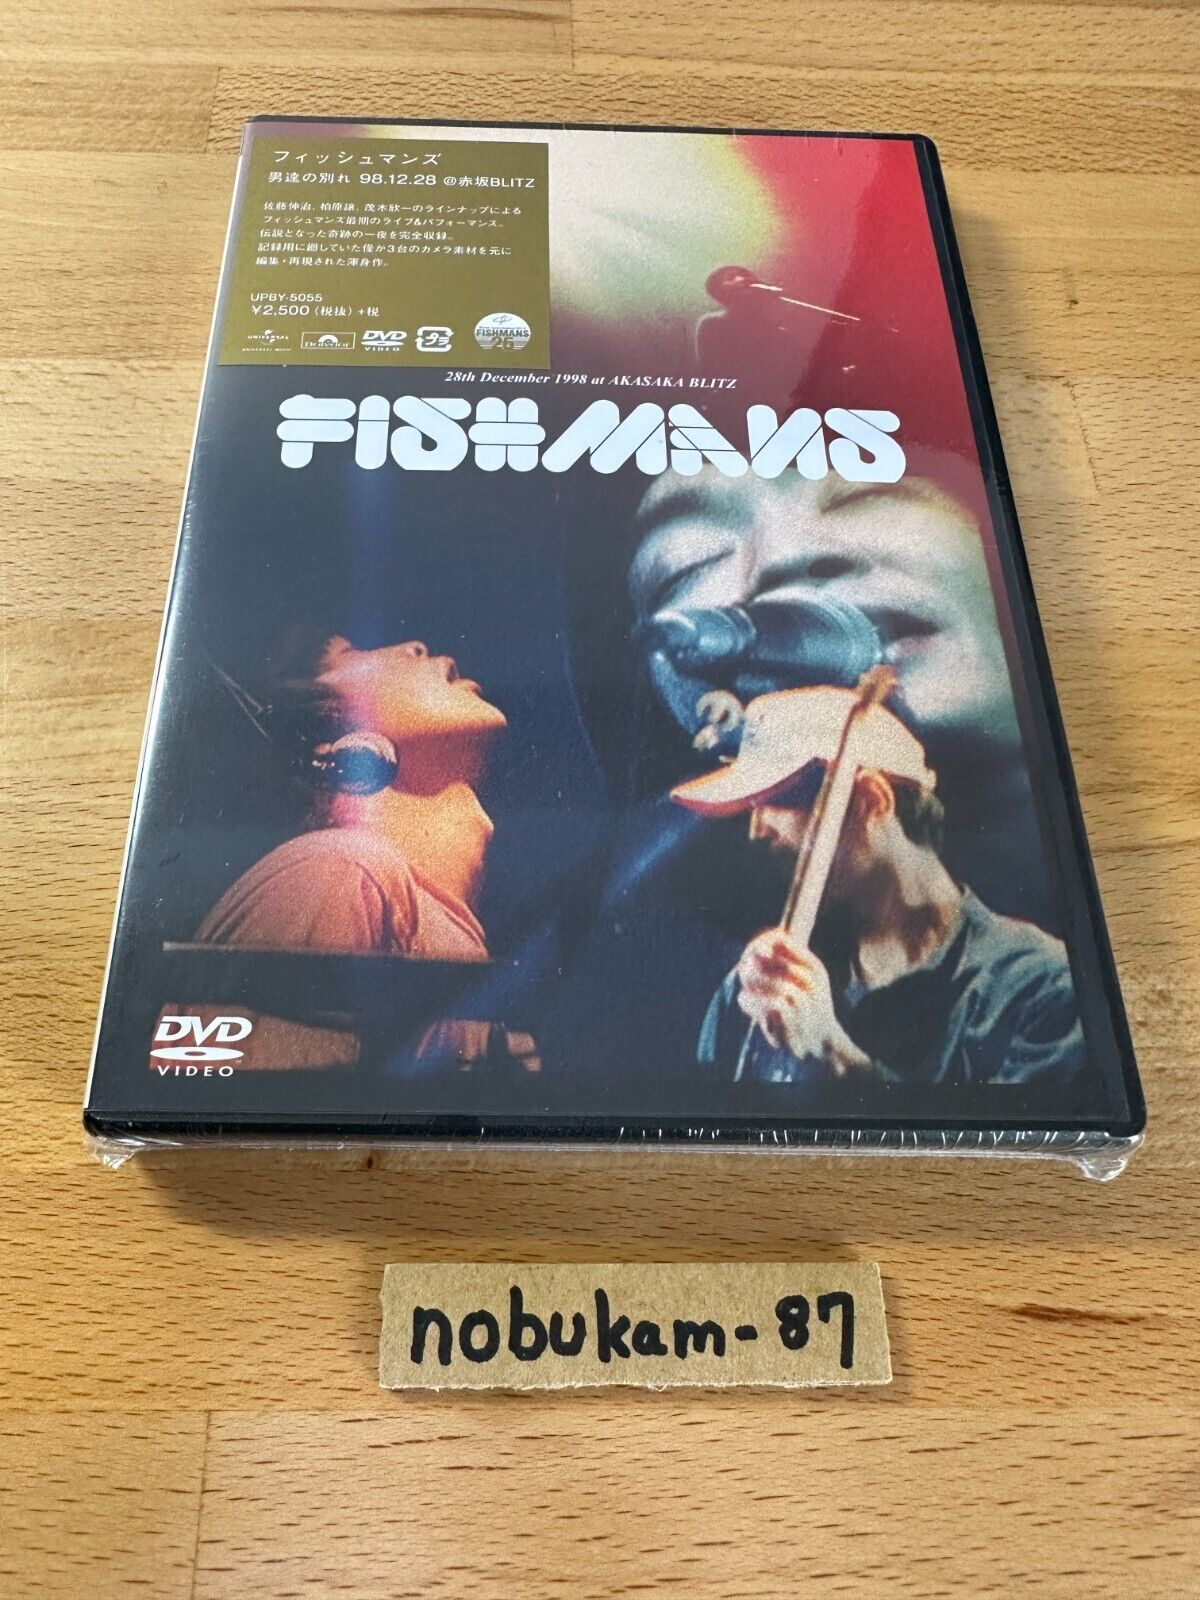 フィッシュマンズ
男達の別れ 98.12.28 @赤坂BLITZ
佐藤伸治、柏原譲、茂木欣一のラインナップによる
フィッシュマンズ最期のライブ&パフォーマンス。
伝説となった奇跡の一夜を完全収録。
記録用に廻していた僅か3台のカメラ素材を元に
編集・再現された渾身作。
UPBY-5055
¥2,500 (税抜) +税
UNIVERSAL
UNIVERSAL MUSIC
Polydor
DVD
VIDEO
プラ
FISHMANS
26
28th December 1998 at AKASAKA BLITZ
FISHMANS
DVD
VIDEO
nobukam-87